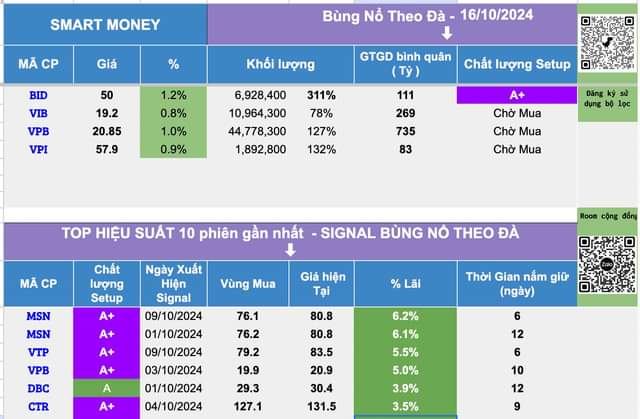 SMART MONEY
Bùng Nổ Theo Đà - 16/10/2024
MÃ CP Giá % Khối lượng GTGD bình quân ( Tỷ ) Chất lượng Setup
BID 50 1.2% 6,928,400 311% 111 A+
VIB 19.2 0.8% 10,964,300 78% 269 Chờ Mua
VPB 20.85 1.0% 44,778,300 127% 735 Chờ Mua
VPI 57.9 0.9% 1,892,800 132% 83 Chờ Mua
Đăng ký sử
dụng bộ lọc
Room cộng đồng
Zalo
TOP HIỆU SUẤT 10 phiên gần nhất - SIGNAL BÙNG NỔ THEO ĐÀ
MÃ CP Chất lượng Setup Ngày Xuất Hiện Signal Vùng Mua Giá hiện Tại % Lãi Thời Gian nắm giữ (ngày)
MSN A+ 09/10/2024 76.1 80.8 6.2% 6
MSN A+ 01/10/2024 76.2 80.8 6.1% 12
VTP A+ 09/10/2024 79.2 83.5 5.5% 6
VPB A+ 03/10/2024 19.9 20.9 5.0% 10
DBC A 01/10/2024 29.3 30.4 3.9% 12
CTR A+ 04/10/2024 127.1 131.5 3.5% 9